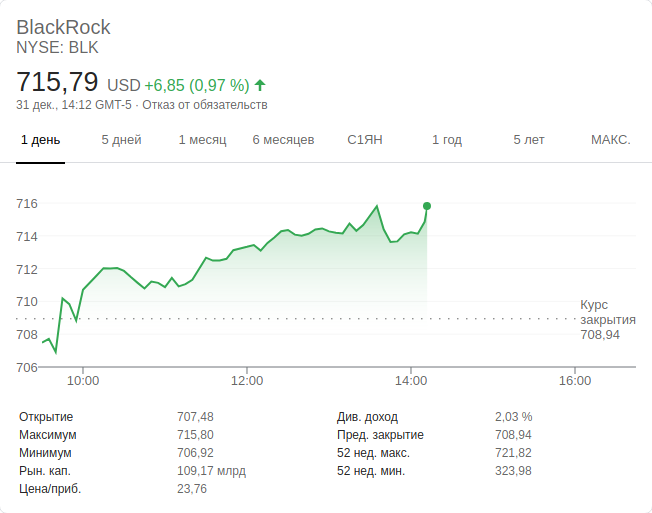 BlackRock
NYSE: BLK
715,79 USD +6,85 (0,97 %)
31 дек., 14:12 GMT-5 · Отказ от обязательств
1 день 5 дней 1 месяц 6 месяцев С1ЯН 1 год 5 лет МАКС.
716
714
712
710
708
706
Курс
закрытия
708,94
10:00 12:00 14:00 16:00
Открытие 707,48 Див. доход 2,03 %
Максимум 715,80 Пред. закрытие 708,94
Минимум 706,92 52 нед. макс. 721,82
Рын. кап. 109,17 млрд 52 нед. мин. 323,98
Цена/приб. 23,76